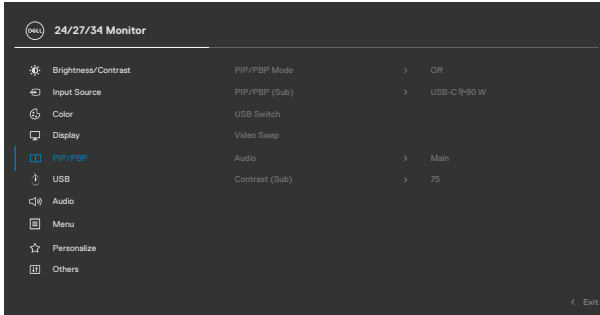 DELL 24/27/34 Monitor
Brightness/Contrast PIP/PBP Mode > Off
Input Source PIP/PBP (Sub) > USB-C 90 W
Color USB Switch
Display Video Swap
PIP/PBP Audio > Main
USB Contrast (Sub) > 75
Audio
Menu
Personalize
Others
< Exit